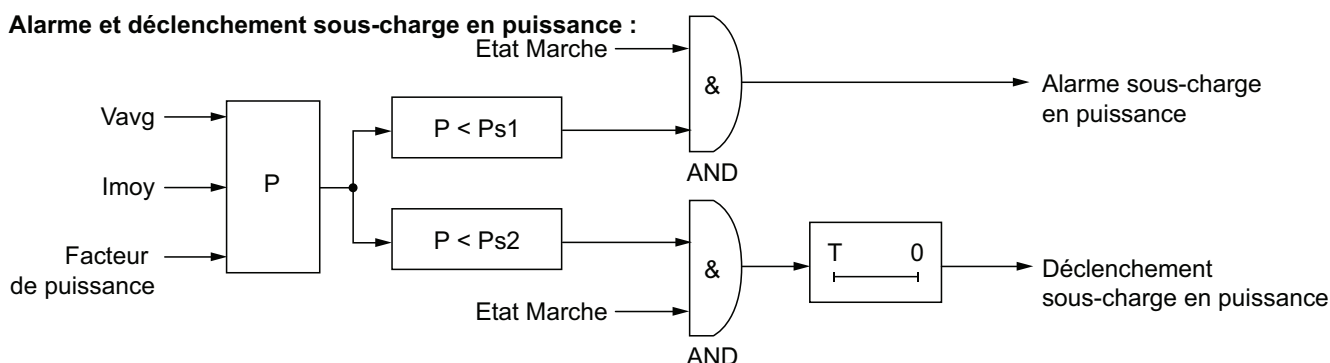 Alarme et déclenchement sous-charge en puissance :
Etat Marche
&
Alarme sous-charge
en puissance
Vavg
P < Ps1
AND
Imoy
P
P < Ps2
&
T 0
Facteur
de puissance
Déclenchement
sous-charge en puissance
Etat Marche
AND